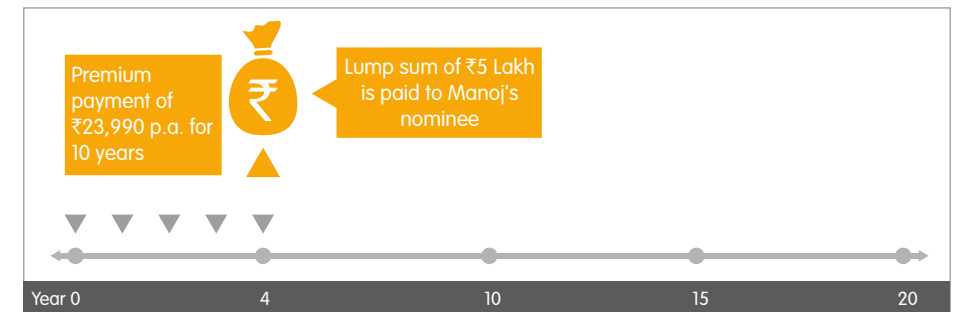 Premium
payment of
₹23,990 p.a. for
10 years
₹
Lump sum of ₹5 Lakh
is paid to Manoj's
nominee
Year 0 4 10 15 20